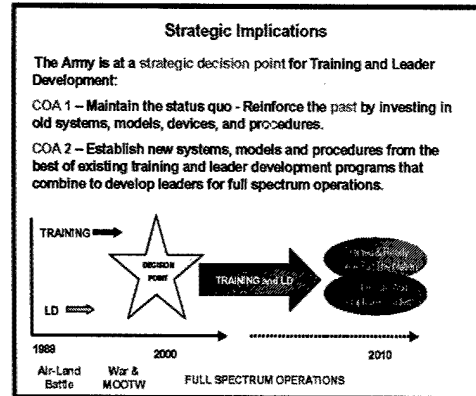 Strategic Implications
The Army is at a strategic decision point for Training and Leader
Development:
COA 1 – Maintain the status quo - Reinforce the past by investing in
old systems, models, devices, and procedures.
COA 2 – Establish new systems, models and procedures from the
best of existing training and leader development programs that
combine to develop leaders for full spectrum operations.
TRAINING
DECISION
POINT
TRAINING and LD
LD
2000
2010
Air-Land
Battle
War &
MOOTW
FULL SPECTRUM OPERATIONS